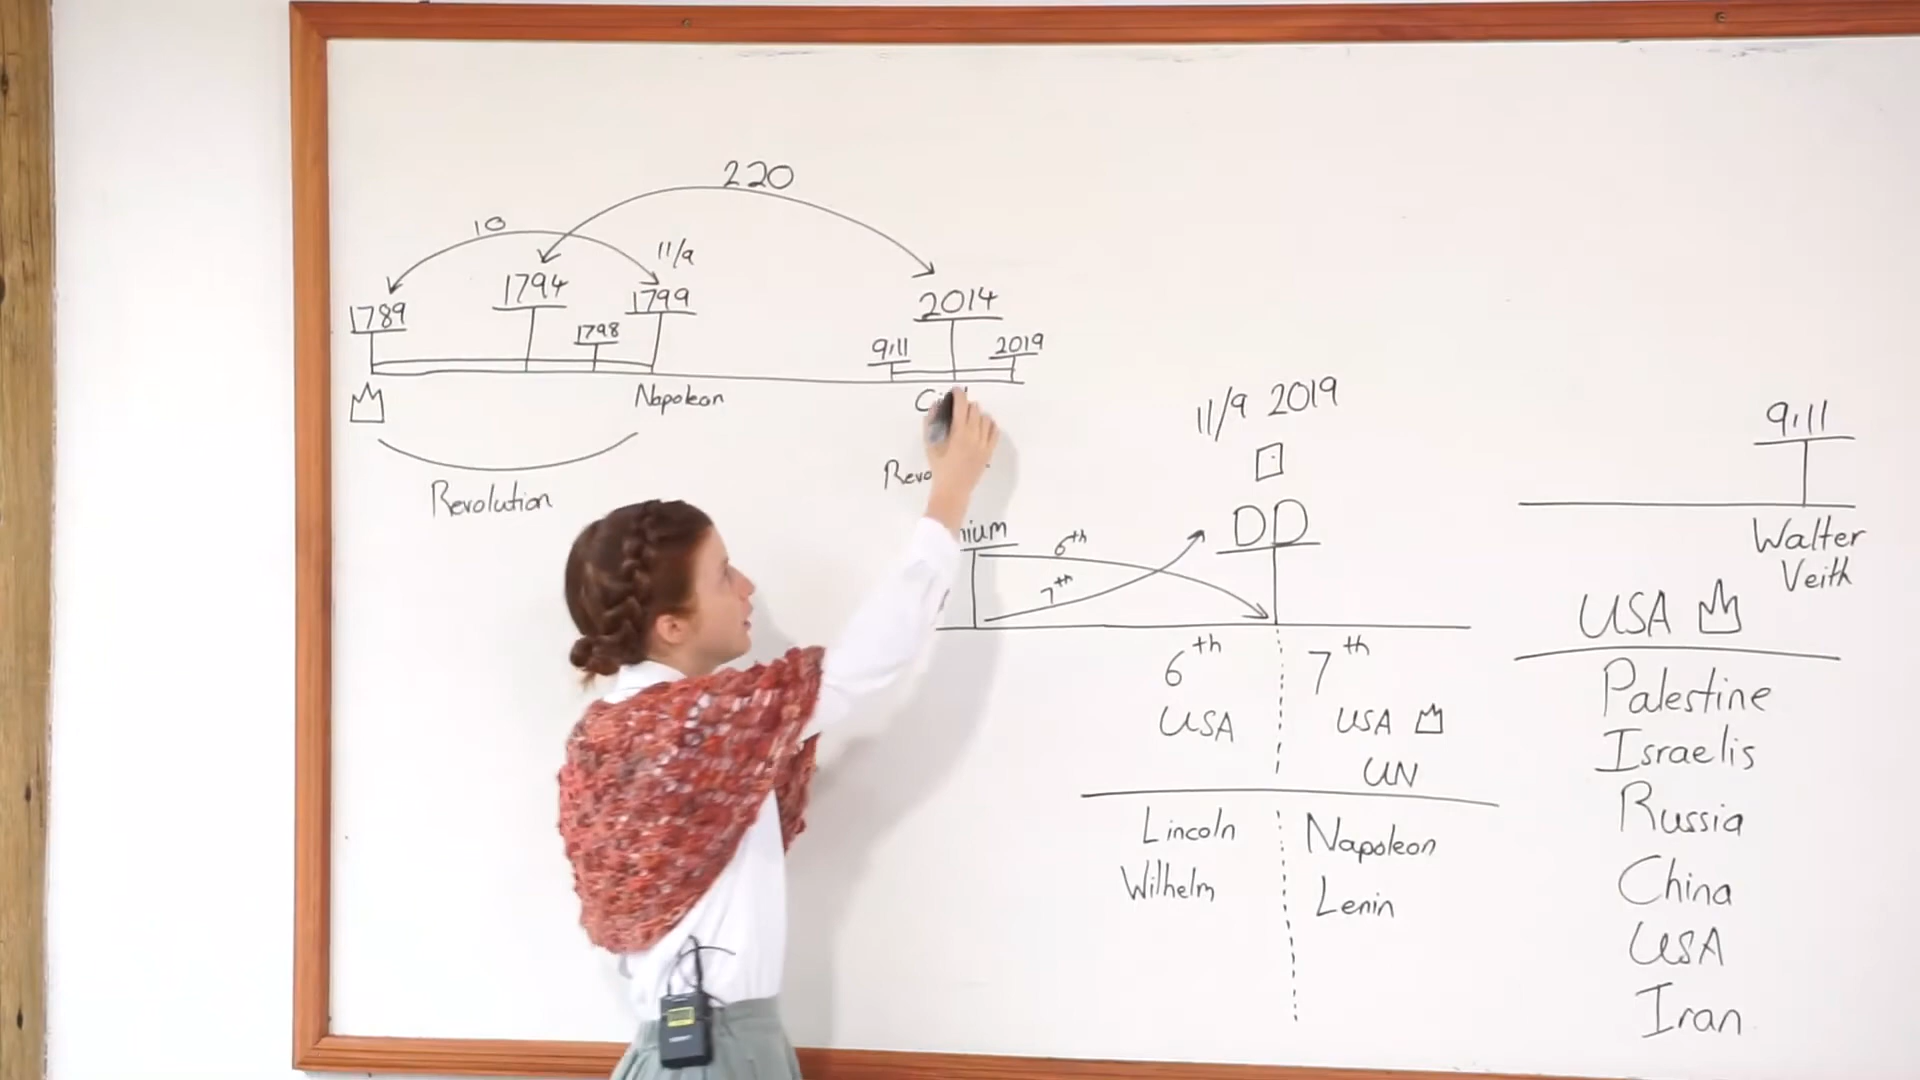 220
10
11/9
1789
1794
1798
1799
2014
9:11
2019
Napoleon
Revolution
11/9 2019
DD
6th
7th
6th
7th
USA
USA
UN
Lincoln
Napoleon
Wilhelm
Lenin
9:11
Walter
Veith
USA
Palestine
Israelis
Russia
China
USA
Iran